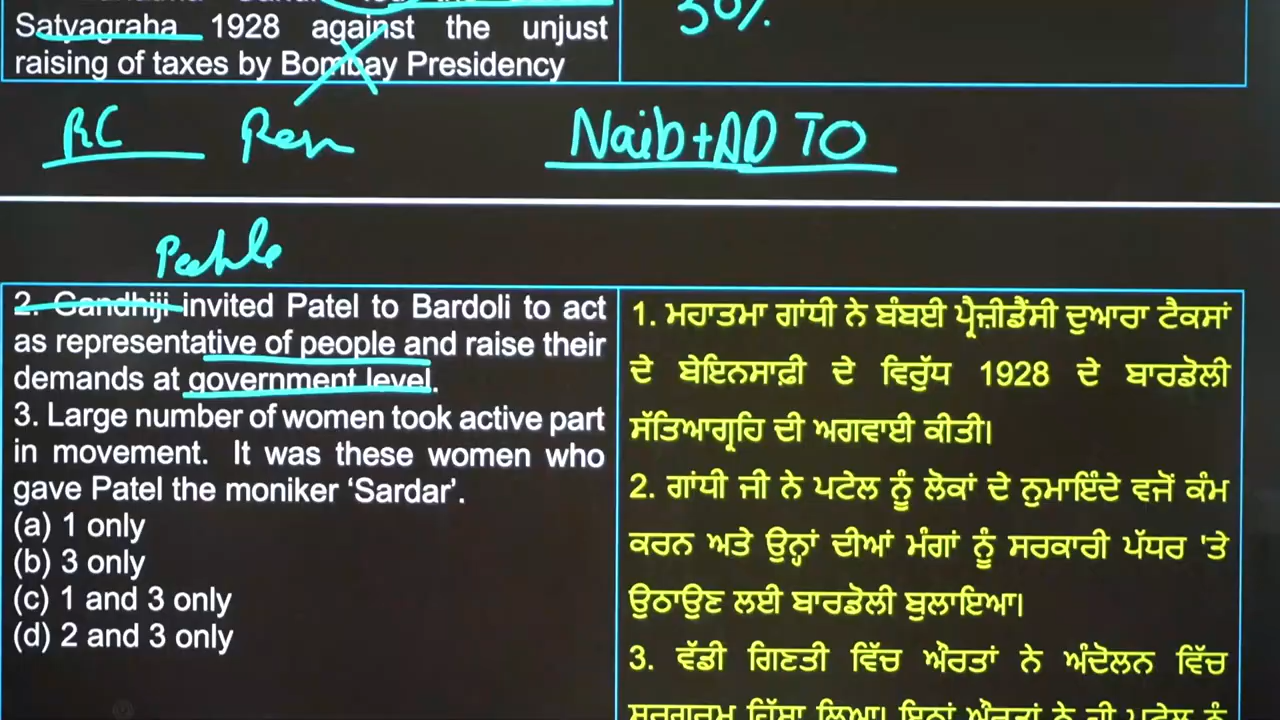 Satyagraha 1928 against the unjust
raising of taxes by Bombay Presidency
30%.
RC
Naib+AD TO
2. Gandhiji invited Patel to Bardoli to act
as representative of people and raise their
demands at government level.
3. Large number of women took active part
in movement. It was these women who
gave Patel the moniker ‘Sardar’.
(a) 1 only
(b) 3 only
(c) 1 and 3 only
(d) 2 and 3 only
1. ਮਹਾਤਮਾ ਗਾਂਧੀ ਨੇ ਬੰਬਈ ਪ੍ਰੈਜ਼ੀਡੈਂਸੀ ਦੁਆਰਾ ਟੈਕਸਾਂ
ਦੇ ਬੇਇਨਸਾਫ਼ੀ ਦੇ ਵਿਰੁੱਧ 1928 ਦੇ ਬਾਰਡੋਲੀ
ਸੱਤਿਆਗ੍ਰਹਿ ਦੀ ਅਗਵਾਈ ਕੀਤੀ।
2. ਗਾਂਧੀ ਜੀ ਨੇ ਪਟੇਲ ਨੂੰ ਲੋਕਾਂ ਦੇ ਨੁਮਾਇੰਦੇ ਵਜੋਂ ਕੰਮ
ਕਰਨ ਅਤੇ ਉਨ੍ਹਾਂ ਦੀਆਂ ਮੰਗਾਂ ਨੂੰ ਸਰਕਾਰੀ ਪੱਧਰ 'ਤੇ
ਉਠਾਉਣ ਲਈ ਬਾਰਡੋਲੀ ਬੁਲਾਇਆ।
3. ਵੱਡੀ ਗਿਣਤੀ ਵਿੱਚ ਔਰਤਾਂ ਨੇ ਅੰਦੋਲਨ ਵਿੱਚ
ਸਰਗਰਮ ਹਿੱਸਾ ਲਿਆ। ਇਨ੍ਹਾਂ ਔਰਤਾਂ ਨੇ ਹੀ ਪਟੇਲ ਨੂੰ